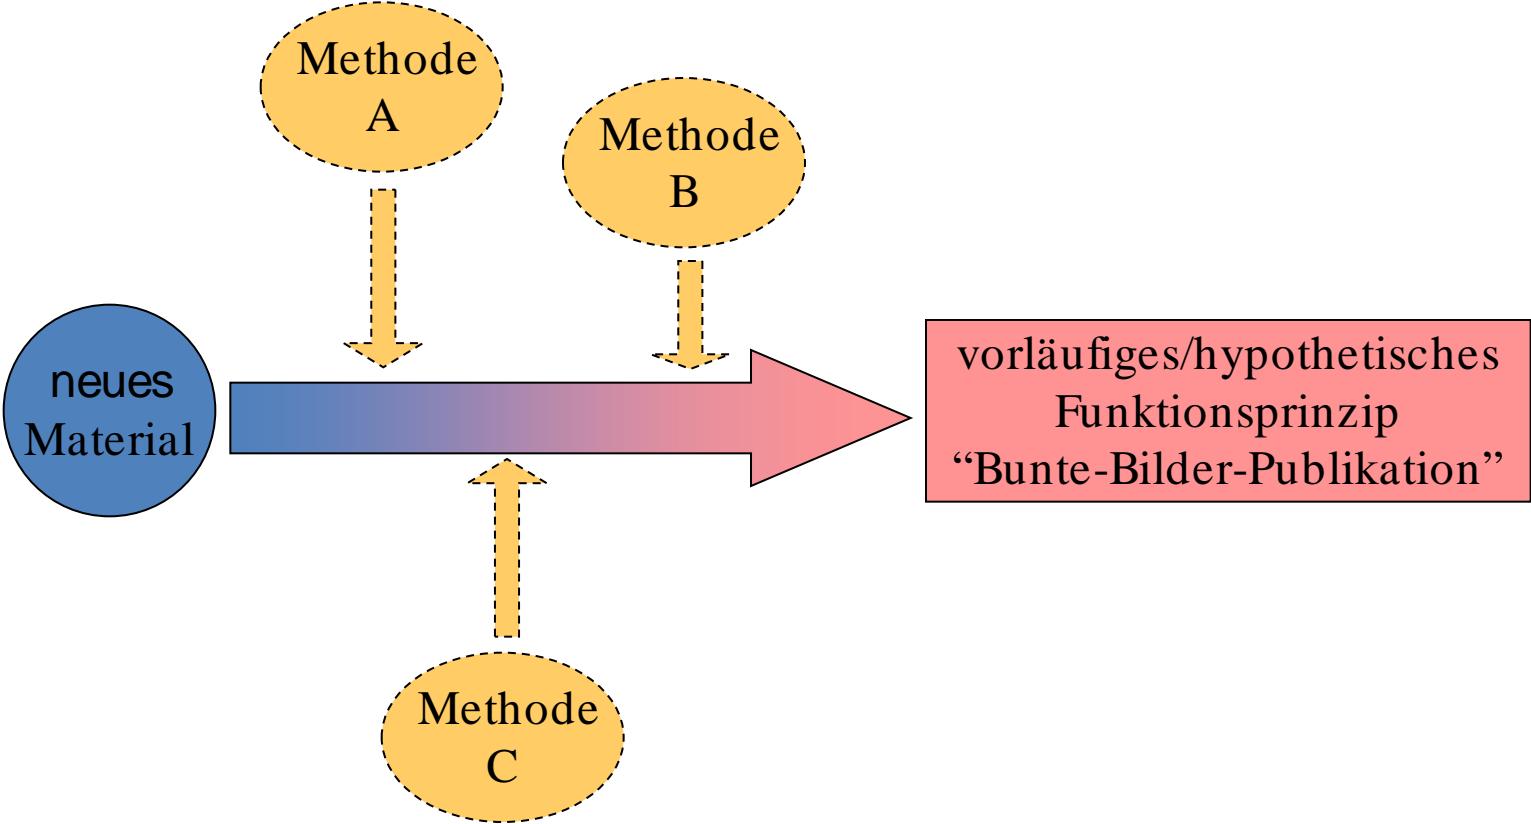 Methode
A
Methode
B
neues
Material
vorläufiges/hypothetisches
Funktionsprinzip
“Bunte-Bilder-Publikation”
Methode
C